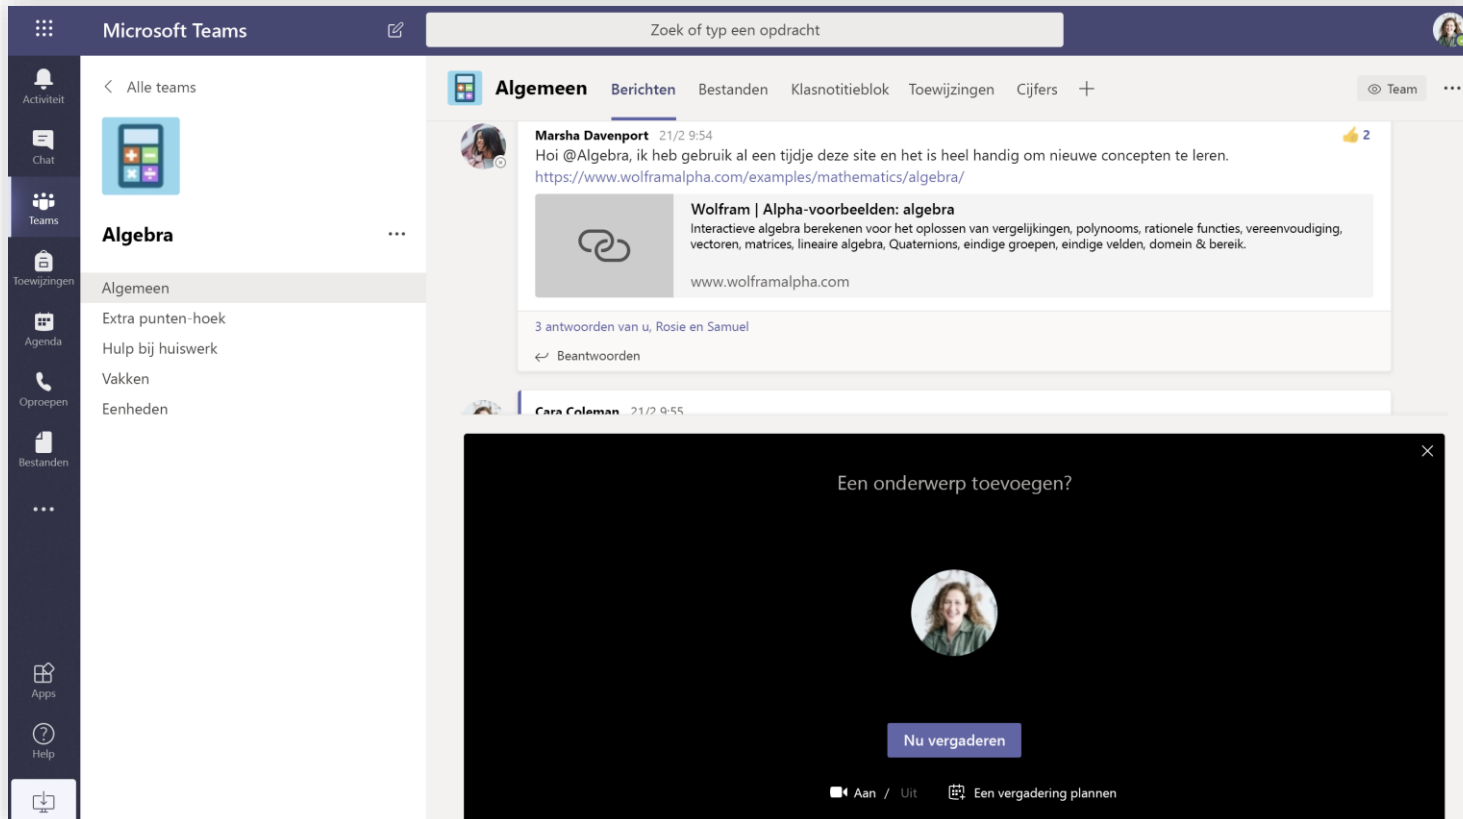 Microsoft Teams
Zoek of typ een opdracht
Activiteit
Chat
Teams
Toewijzingen
Agenda
Oproepen
Bestanden
Apps
Help
Alle teams
Algebra
Algemeen
Extra punten-hoek
Hulp bij huiswerk
Vakken
Eenheden
Algemeen Berichten Bestanden Klasnotitieblok Toewijzingen Cijfers
Team
Marsha Davenport 21/2 9:54
2
Hoi @Algebra, ik heb gebruik al een tijdje deze site en het is heel handig om nieuwe concepten te leren.
https://www.wolframalpha.com/examples/mathematics/algebra/
Wolfram | Alpha-voorbeelden: algebra
Interactieve algebra berekenen voor het oplossen van vergelijkingen, polynooms, rationele functies, vereenvoudiging,
vectoren, matrices, lineaire algebra, Quaternions, eindige groepen, eindige velden, domein & bereik.
www.wolframalpha.com
3 antwoorden van u, Rosie en Samuel
Beantwoorden
Cara Coleman 21/2 9:55
Een onderwerp toevoegen?
Nu vergaderen
Aan / Uit Een vergadering plannen